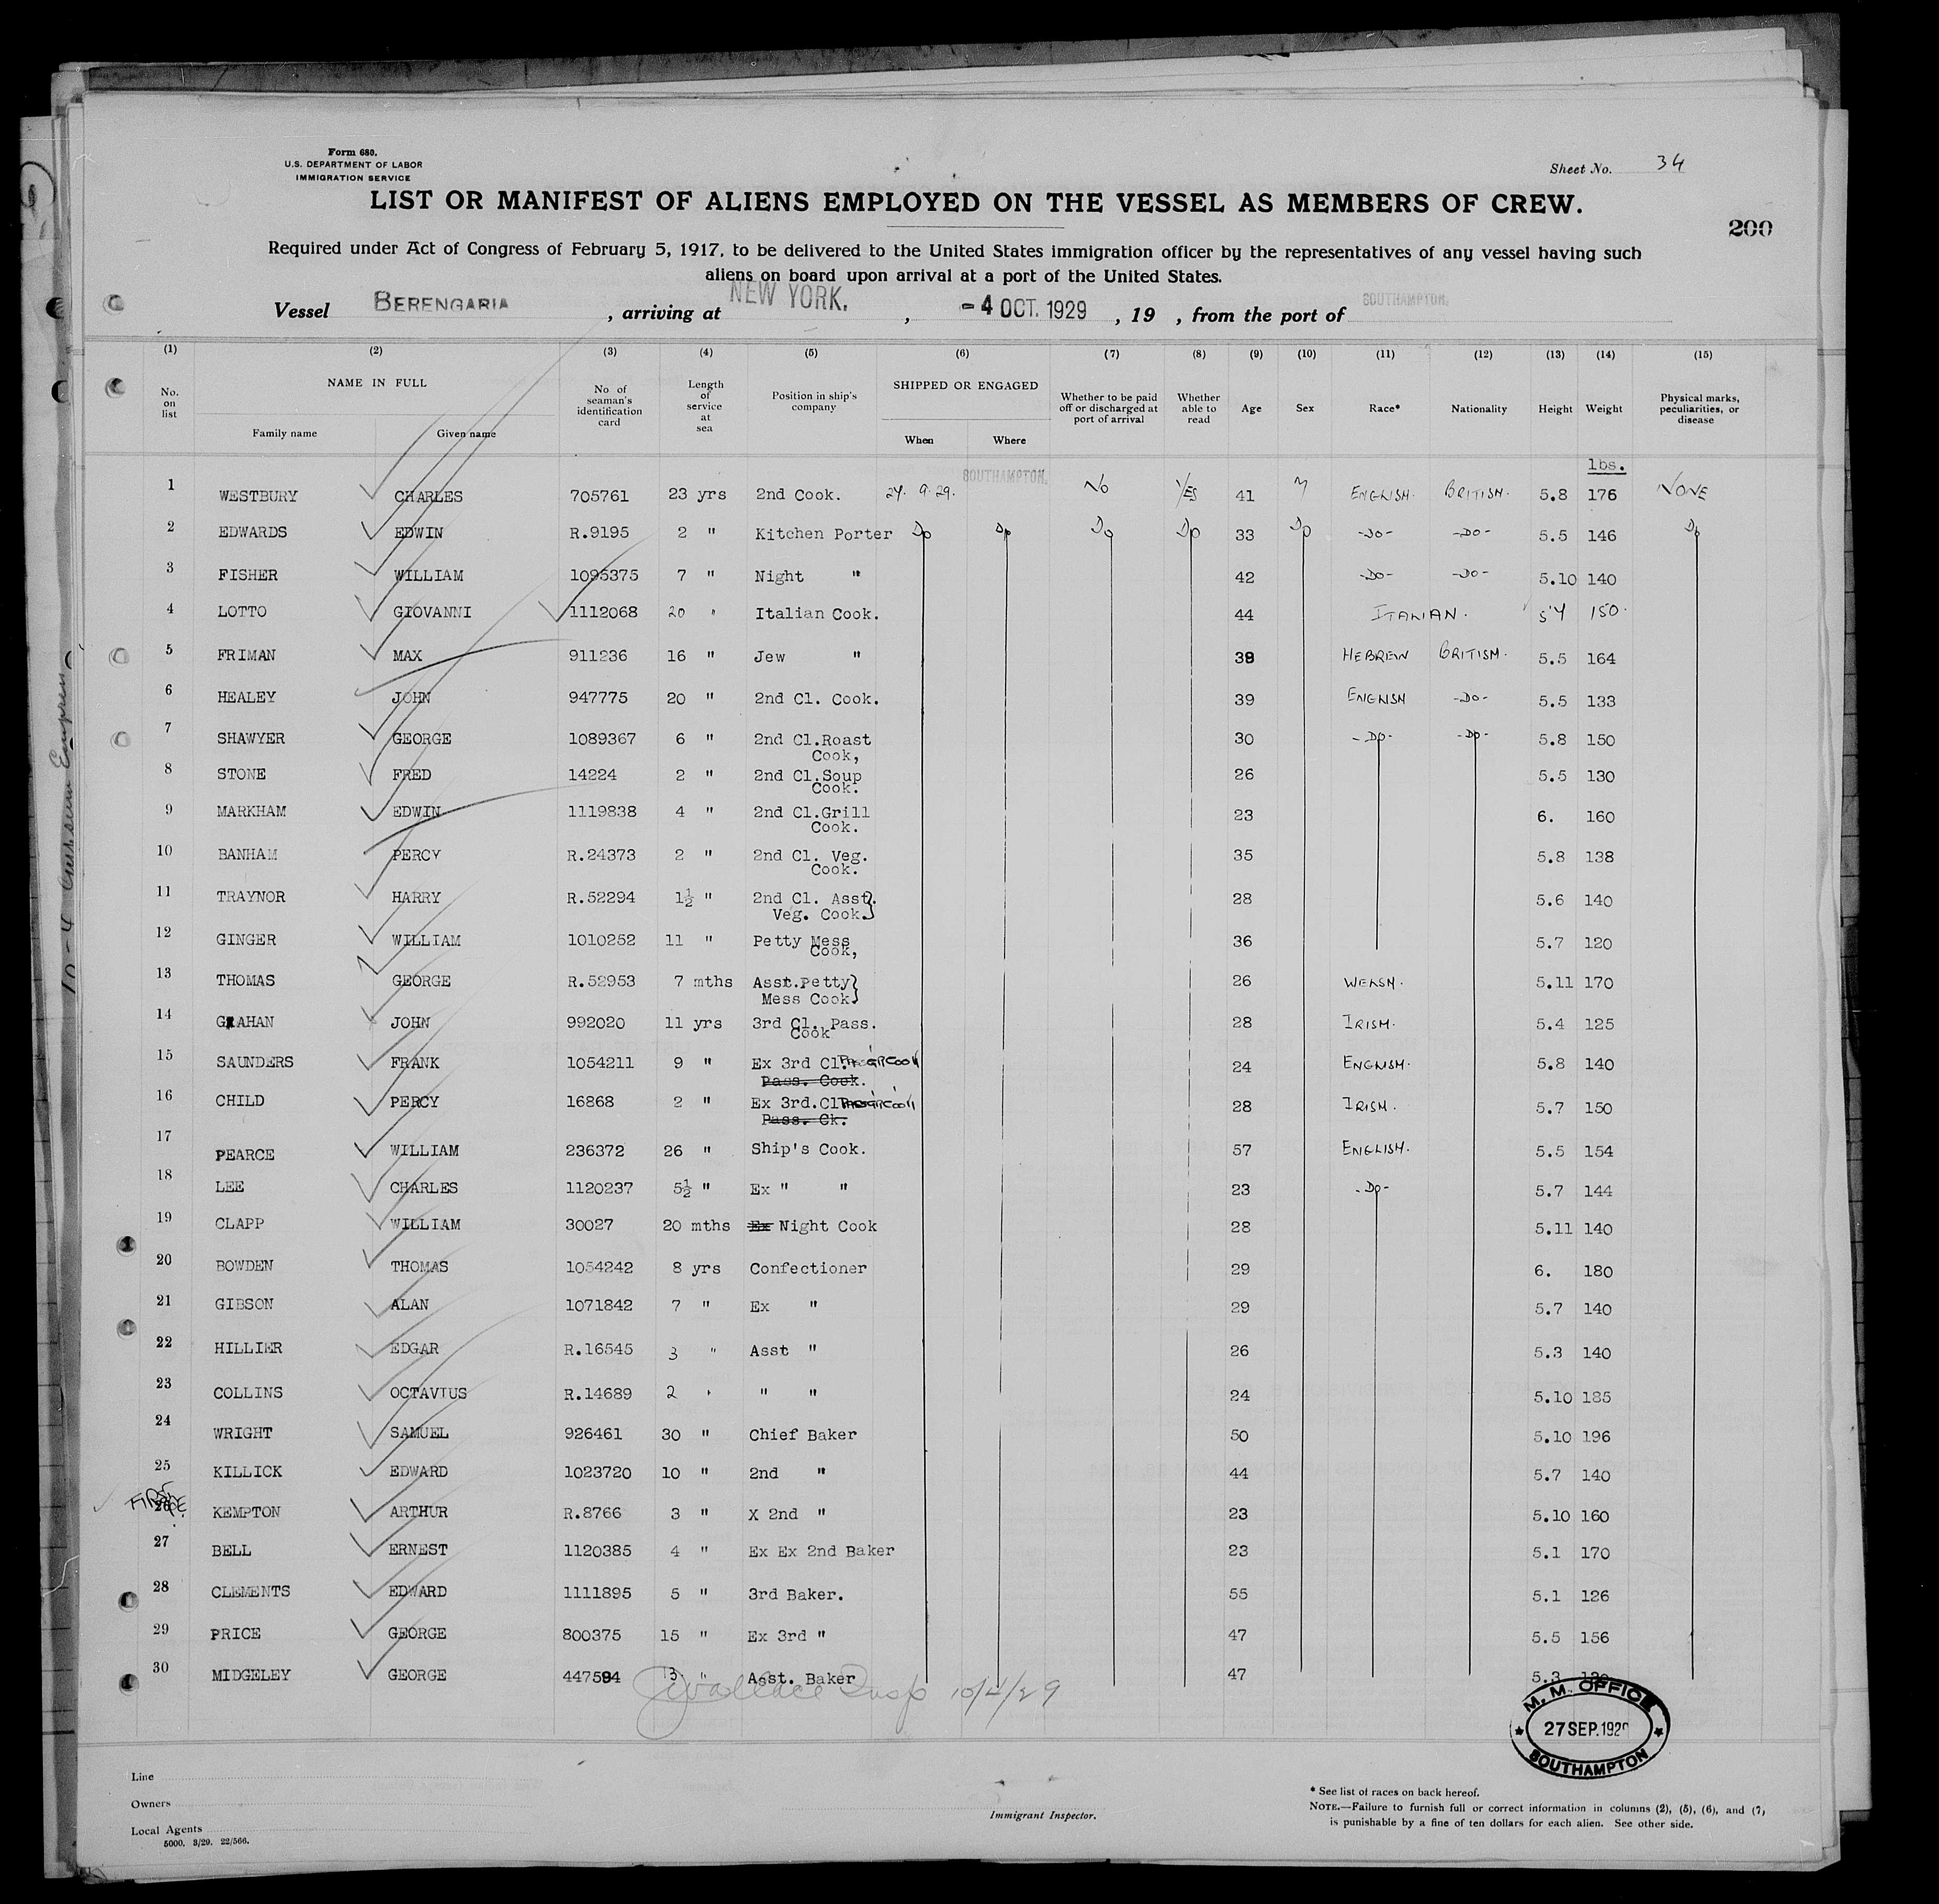 Form 680.
U.S. DEPARTMENT OF LABOR
IMMIGRATION SERVICE
Sheet No. 34
LIST OR MANIFEST OF ALIENS EMPLOYED ON THE VESSEL AS MEMBERS OF CREW.
200
Required under Act of Congress of February 5, 1917, to be delivered to the United States immigration officer by the representatives of any vessel having such
aliens on board upon arrival at a port of the United States.
Vessel BERENGARIA, arriving at NEW YORK., -4 OCT. 1929, 19 , from the port of SOUTHAMPTON.
(1) (2) (3) (4) (5) (6) (7) (8) (9) (10) (11) (12) (13) (14) (15)
No. on list NAME IN FULL Family name Given name No. of seaman's identification card Length of service at sea Position in ship's company SHIPPED OR ENGAGED When Where Whether to be paid off or discharged at port of arrival Whether able to read Age Sex Race* Nationality Height Weight Physical marks, peculiarities, or disease
lbs.
1 WESTBURY CHARLES 705761 23 yrs 2nd Cook. 24. 9.29. SOUTHAMPTON. No YES 41 M ENGLISH. BRITISH. 5.8 176 NONE
2 EDWARDS EDWIN R.9195 2 " Kitchen Porter Do Do Do Do 33 Do -Do- -Do- 5.5 146 Do
3 FISHER WILLIAM 1095375 7 " Night " 42 -Do- -Do- 5.10 140
4 LOTTO GIOVANNI 1112068 20 " Italian Cook. 44 ITALIAN. 5'4 150.
5 FRIMAN MAX 911236 16 " Jew " 38 HEBREW BRITISH. 5.5 164
6 HEALEY JOHN 947775 20 " 2nd Cl. Cook. 39 ENGLISH -Do- 5.5 133
7 SHAWYER GEORGE 1089367 6 " 2nd Cl.Roast Cook, 30 -Do- -Do- 5.8 150
8 STONE FRED 14224 2 " 2nd Cl.Soup Cook. 26 5.5 130
9 MARKHAM EDWIN 1119838 4 " 2nd Cl.Grill Cook. 23 6. 160
10 BANHAM PERCY R.24373 2 " 2nd Cl. Veg. Cook. 35 5.8 138
11 TRAYNOR HARRY R.52294 1½ " 2nd Cl. Asst. Veg. Cook 28 5.6 140
12 GINGER WILLIAM 1010252 11 " Petty Mess Cook, 36 5.7 120
13 THOMAS GEORGE R.52953 7 mths Asst.Petty Mess Cook 26 WELSH. 5.11 170
14 GRAHAN JOHN 992020 11 yrs 3rd Cl. Pass. Cook 28 IRISH. 5.4 125
15 SAUNDERS FRANK 1054211 9 " Ex 3rd Cl. Pass. Cook. 24 ENGLISH. 5.8 140
16 CHILD PERCY 16868 2 " Ex 3rd.Cl Pass. Ck. 28 IRISH. 5.7 150
17 PEARCE WILLIAM 236372 26 " Ship's Cook. 57 ENGLISH. 5.5 154
18 LEE CHARLES 1120237 5½ " Ex " " 23 -Do- 5.7 144
19 CLAPP WILLIAM 30027 20 mths Ex Night Cook 28 5.11 140
20 BOWDEN THOMAS 1054242 8 yrs Confectioner 29 6. 180
21 GIBSON ALAN 1071842 7 " Ex " 29 5.7 140
22 HILLIER EDGAR R.16545 3 " Asst " 26 5.3 140
23 COLLINS OCTAVIUS R.14689 2 " " " 24 5.10 185
24 WRIGHT SAMUEL 926461 30 " Chief Baker 50 5.10 196
25 KILLICK EDWARD 1023720 10 " 2nd " 44 5.7 140
26 KEMPTON ARTHUR R.8766 3 " X 2nd " 23 5.10 160
27 BELL ERNEST 1120385 4 " Ex Ex 2nd Baker 23 5.1 170
28 CLEMENTS EDWARD 1111895 5 " 3rd Baker. 55 5.1 126
29 PRICE GEORGE 800375 15 " Ex 3rd " 47 5.5 156
30 MIDGELEY GEORGE 447594 13 " Asst. Baker 47 5.3
Wallace Insp 10/4/29
M. M. OFFICE
27 SEP. 1929
SOUTHAMPTON
Line
Owners
Local Agents
5000. 3/29. 22/566.
Immigrant Inspector.
* See list of races on back hereof.
NOTE.—Failure to furnish full or correct information in columns (2), (5), (6), and (7)
is punishable by a fine of ten dollars for each alien. See other side.